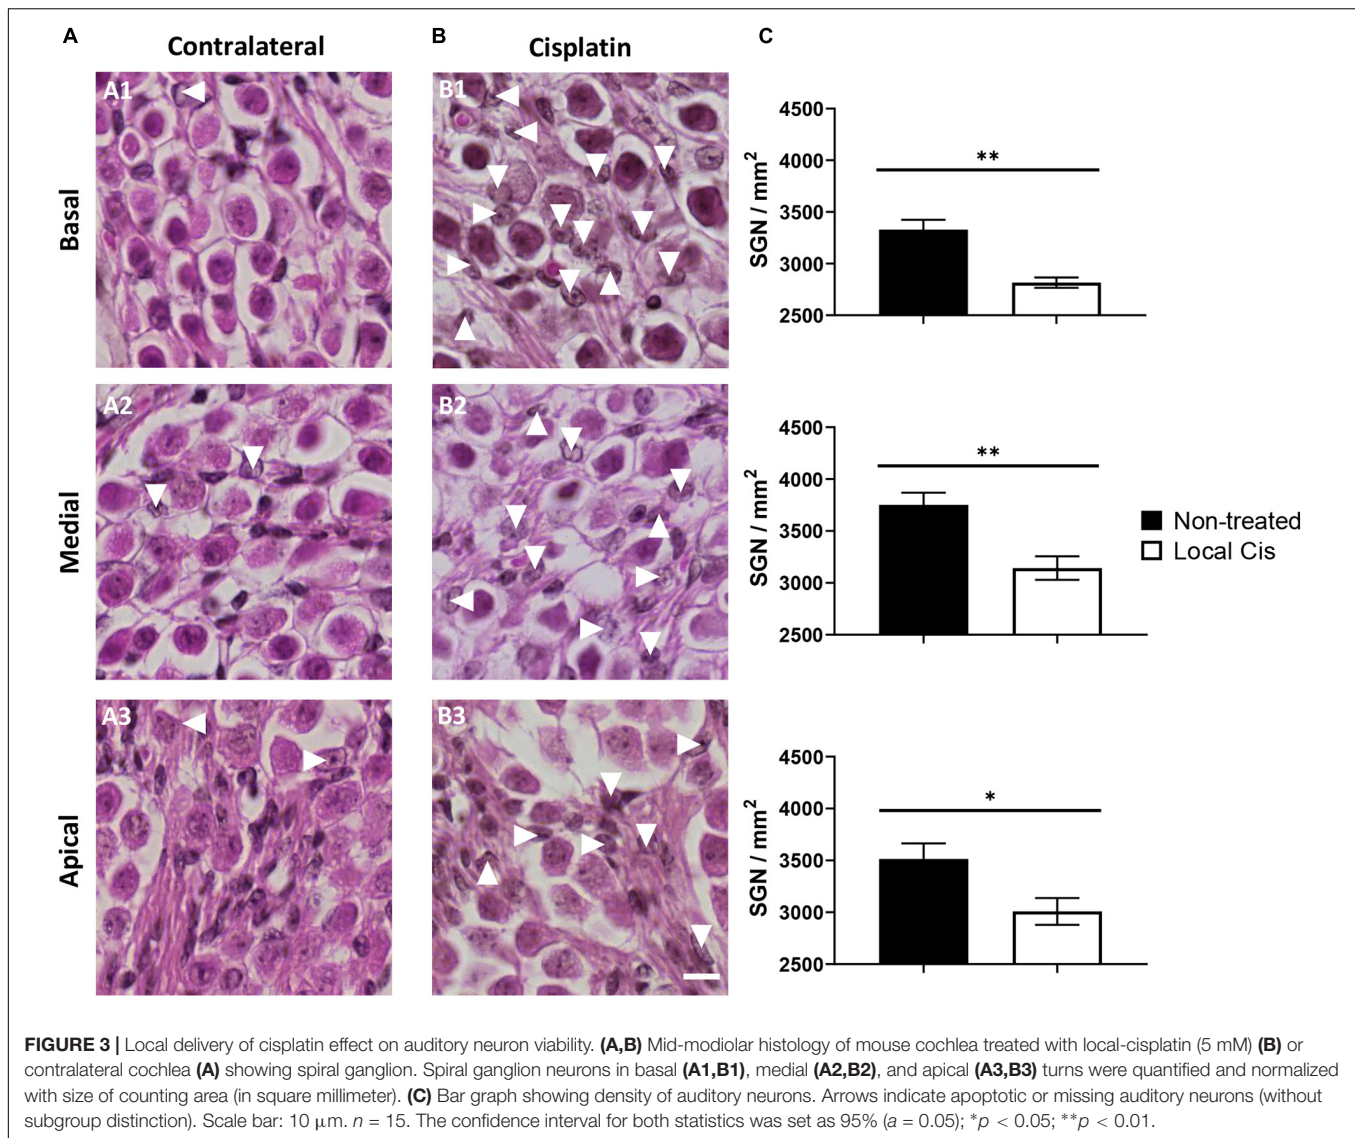 A
Contralateral
B
Cisplatin
C
Basal
A1
B1
4500
4000
3500
3000
2500
SGN / mm²
**
Medial
A2
B2
4500
4000
3500
3000
2500
SGN / mm²
**
Non-treated
Local Cis
Apical
A3
B3
4500
4000
3500
3000
2500
SGN / mm²
*
FIGURE 3 | Local delivery of cisplatin effect on auditory neuron viability. (A,B) Mid-modiolar histology of mouse cochlea treated with local-cisplatin (5 mM) (B) or
contralateral cochlea (A) showing spiral ganglion. Spiral ganglion neurons in basal (A1,B1), medial (A2,B2), and apical (A3,B3) turns were quantified and normalized
with size of counting area (in square millimeter). (C) Bar graph showing density of auditory neurons. Arrows indicate apoptotic or missing auditory neurons (without
subgroup distinction). Scale bar: 10 μm. n = 15. The confidence interval for both statistics was set as 95% (a = 0.05); *p < 0.05; **p < 0.01.